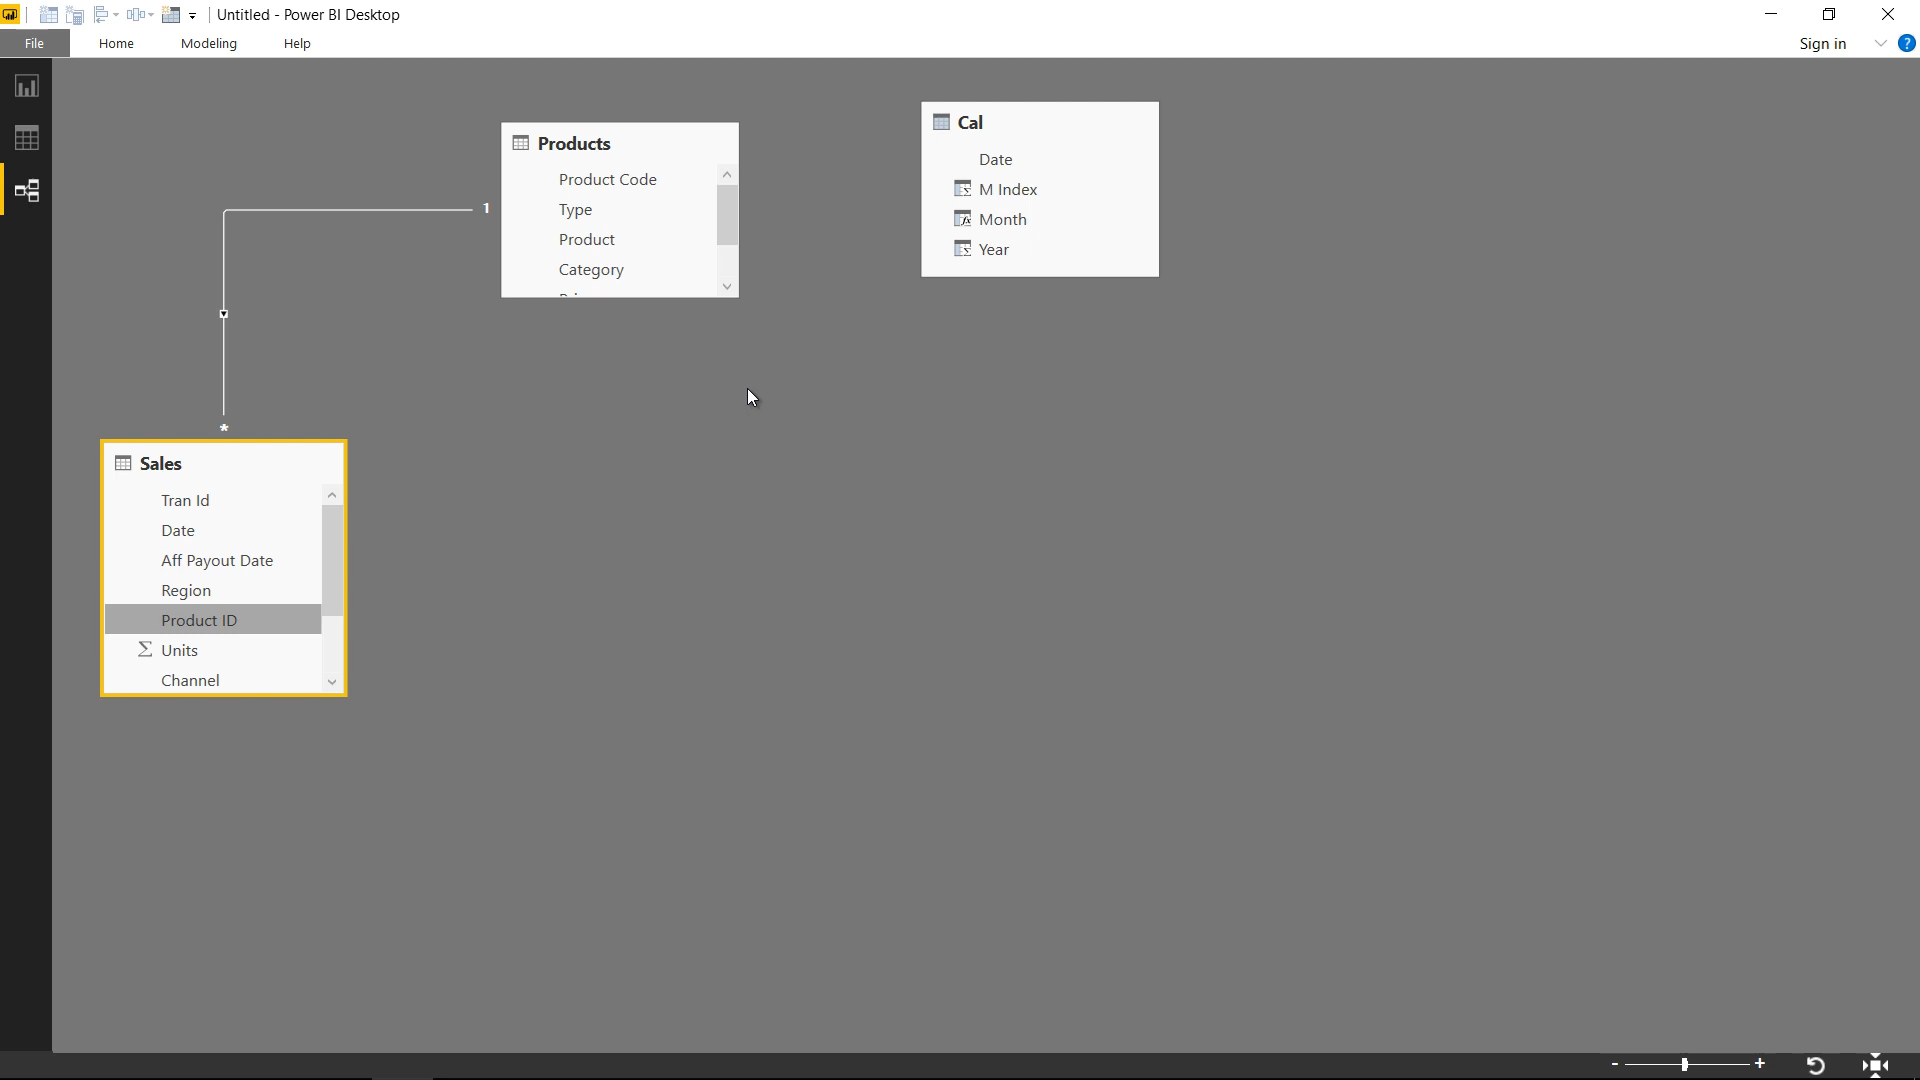 Untitled - Power BI Desktop
File Home Modeling Help Sign in ?
Products
Product Code
Type
Product
Category
Cal
Date
M Index
Month
Year
1
*
Sales
Tran Id
Date
Aff Payout Date
Region
Product ID
Σ Units
Channel
- +